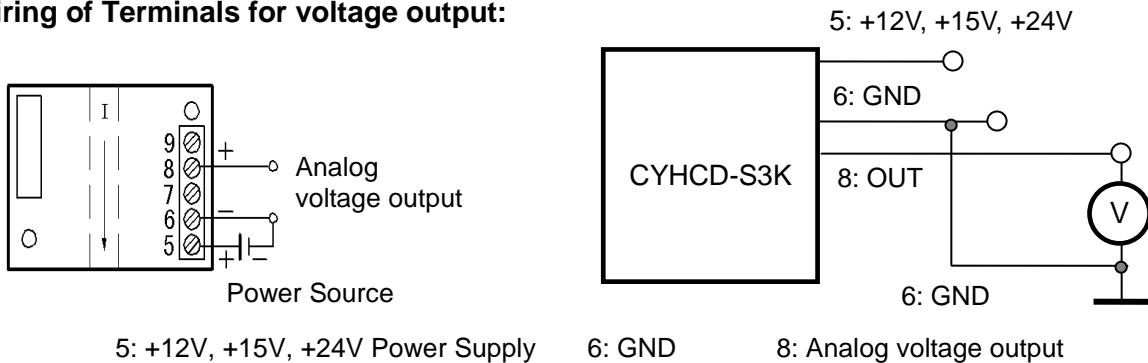 iring of Terminals for voltage output:
5: +12V, +15V, +24V
I
6: GND
9
+
8
Analog
voltage output
7
CYHCD-S3K
8: OUT
6
−
V
5
+
−
Power Source
6: GND
5: +12V, +15V, +24V Power Supply 6: GND 8: Analog voltage output